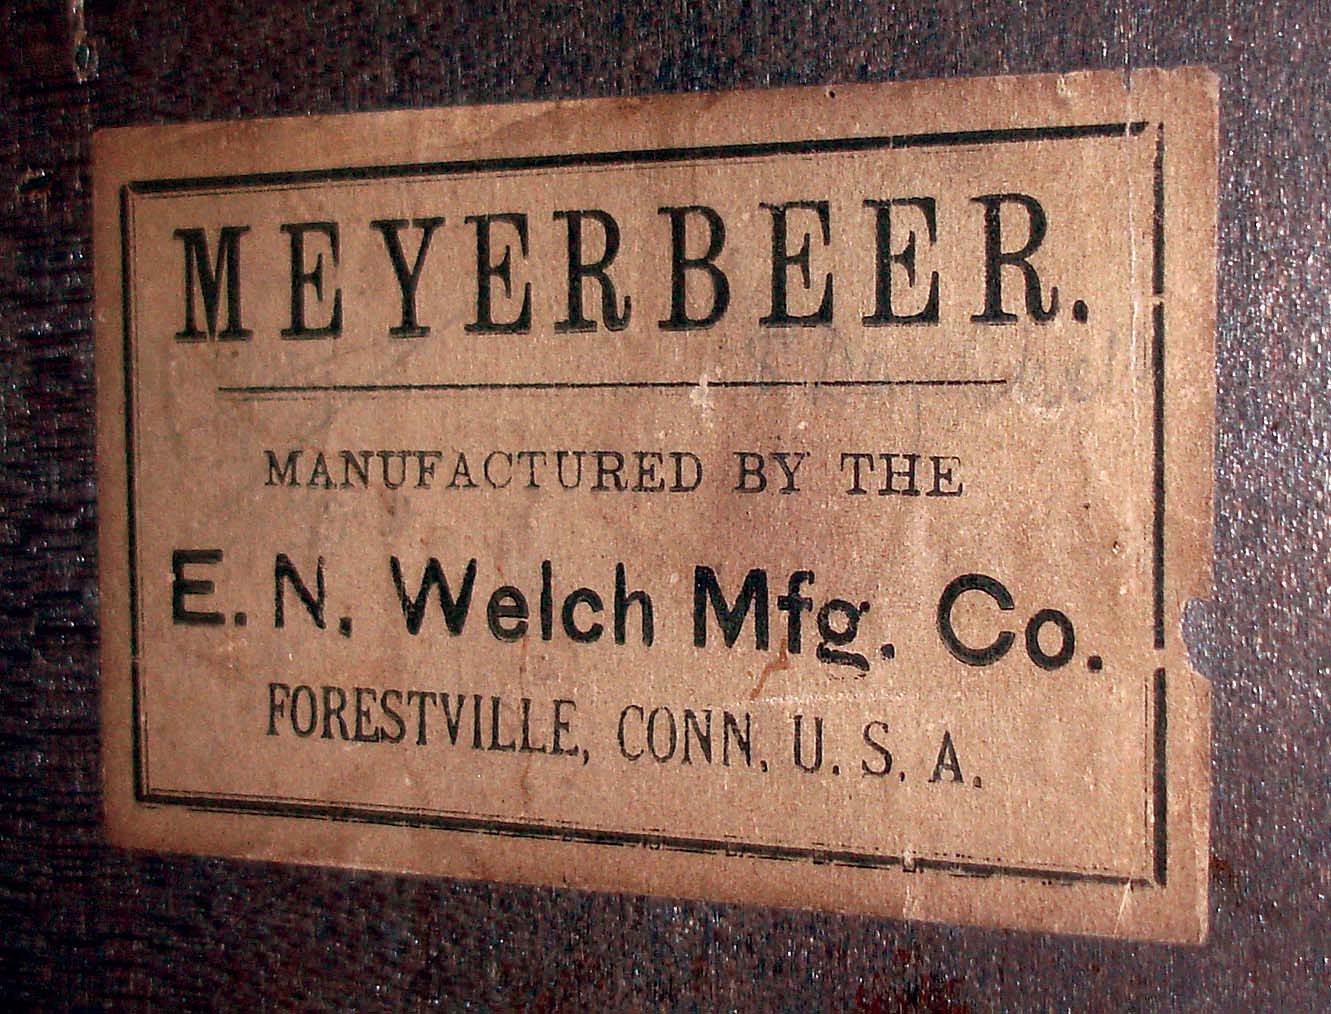 MEYERBEER.
MANUFACTURED BY THE
E. N. Welch Mfg. Co.
FORESTVILLE, CONN. U. S. A.